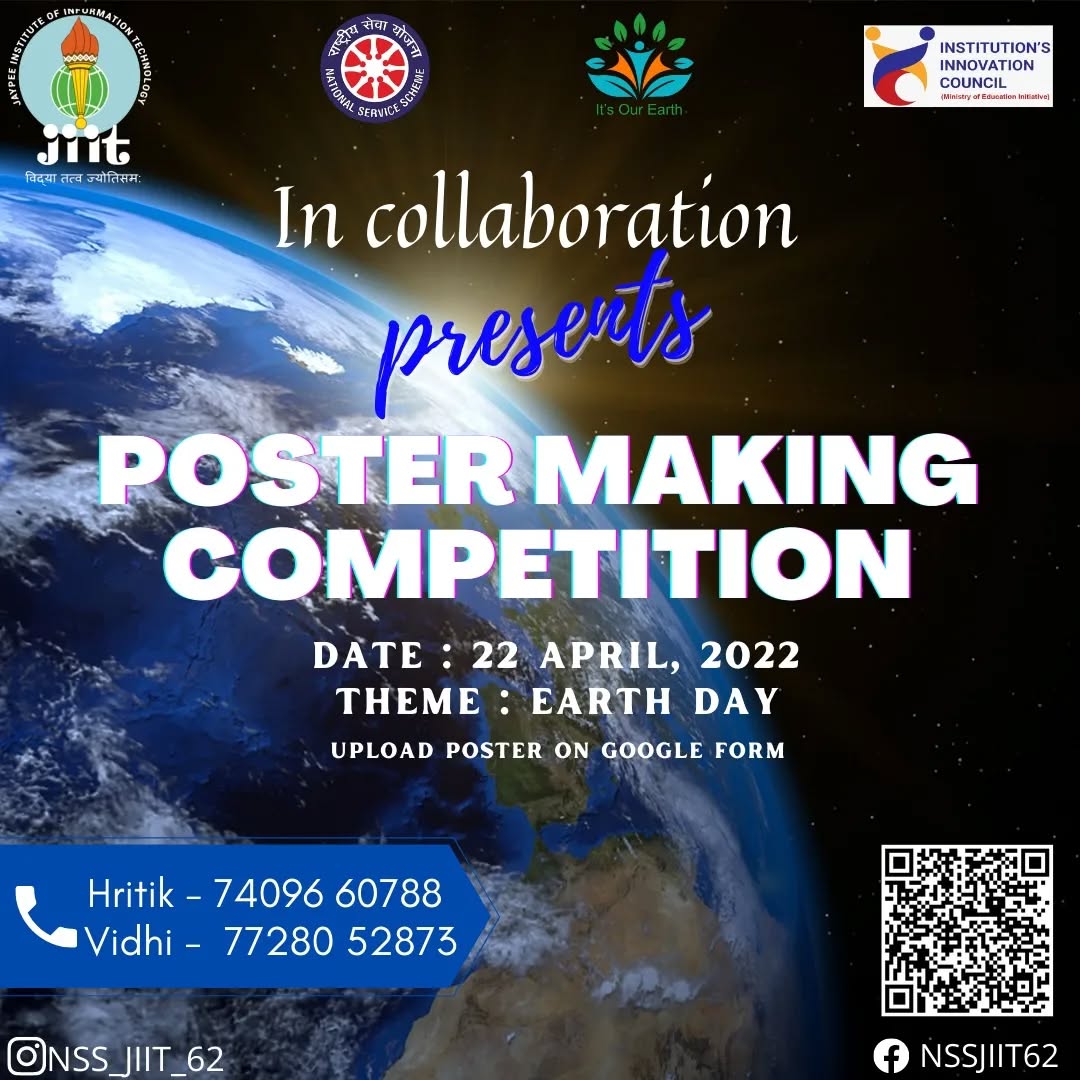 JAYPEE INSTITUTE OF INFORMATION TECHNOLOGY
jiit
विद्या तत्व ज्योतिसम:
राष्ट्रीय सेवा योजना
NATIONAL SERVICE SCHEME
It's Our Earth
INSTITUTION'S
INNOVATION
COUNCIL
(Ministry of Education Initiative)
In collaboration
presents
POSTER MAKING
COMPETITION
DATE : 22 APRIL, 2022
THEME : EARTH DAY
UPLOAD POSTER ON GOOGLE FORM
Hritik - 74096 60788
Vidhi - 77280 52873
NSS_JIIT_62
NSSJIIT62